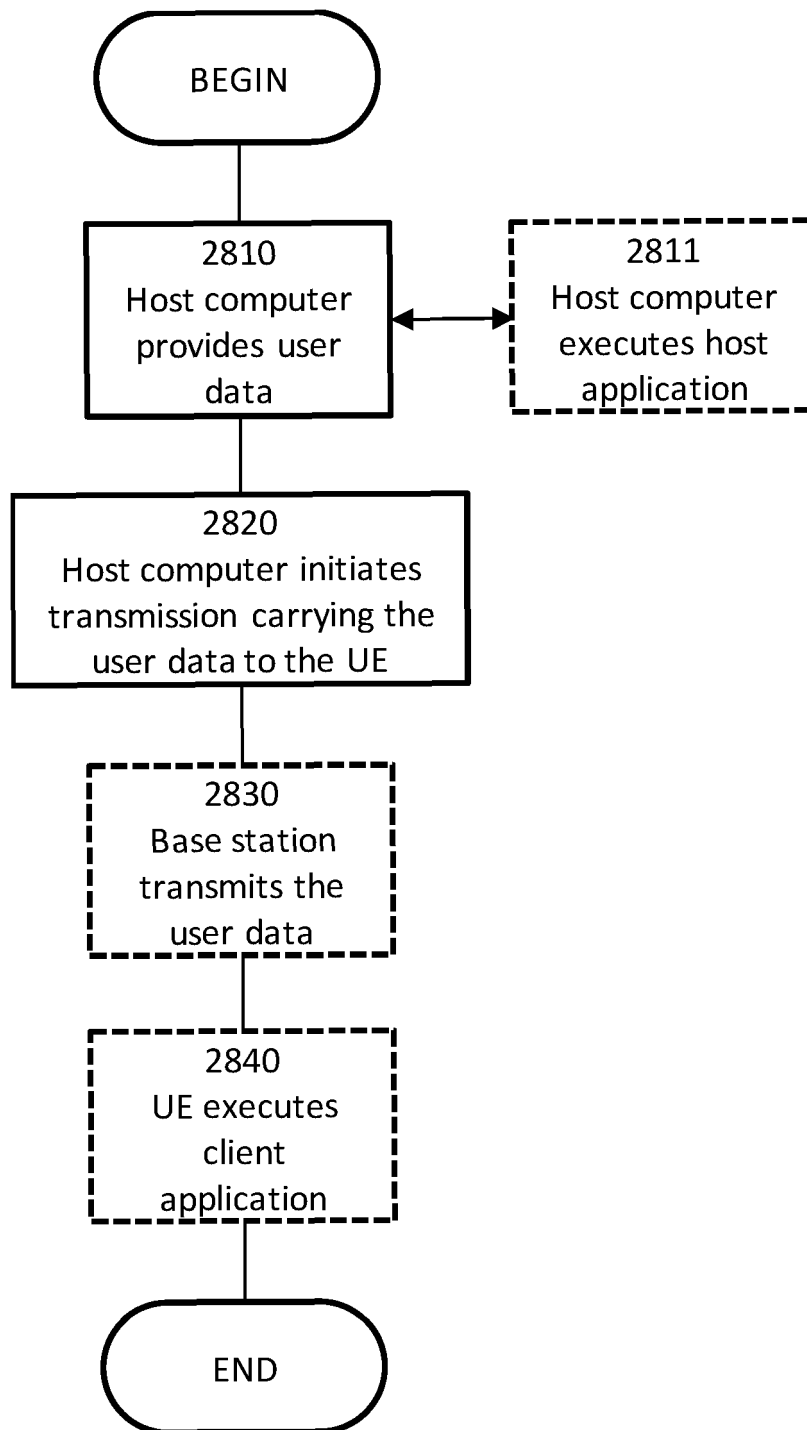 BEGIN
2810
Host computer
provides user
data
2811
Host computer
executes host
application
2820
Host computer initiates
transmission carrying the
user data to the UE
2830
Base station
transmits the
user data
2840
UE executes
client
application
END